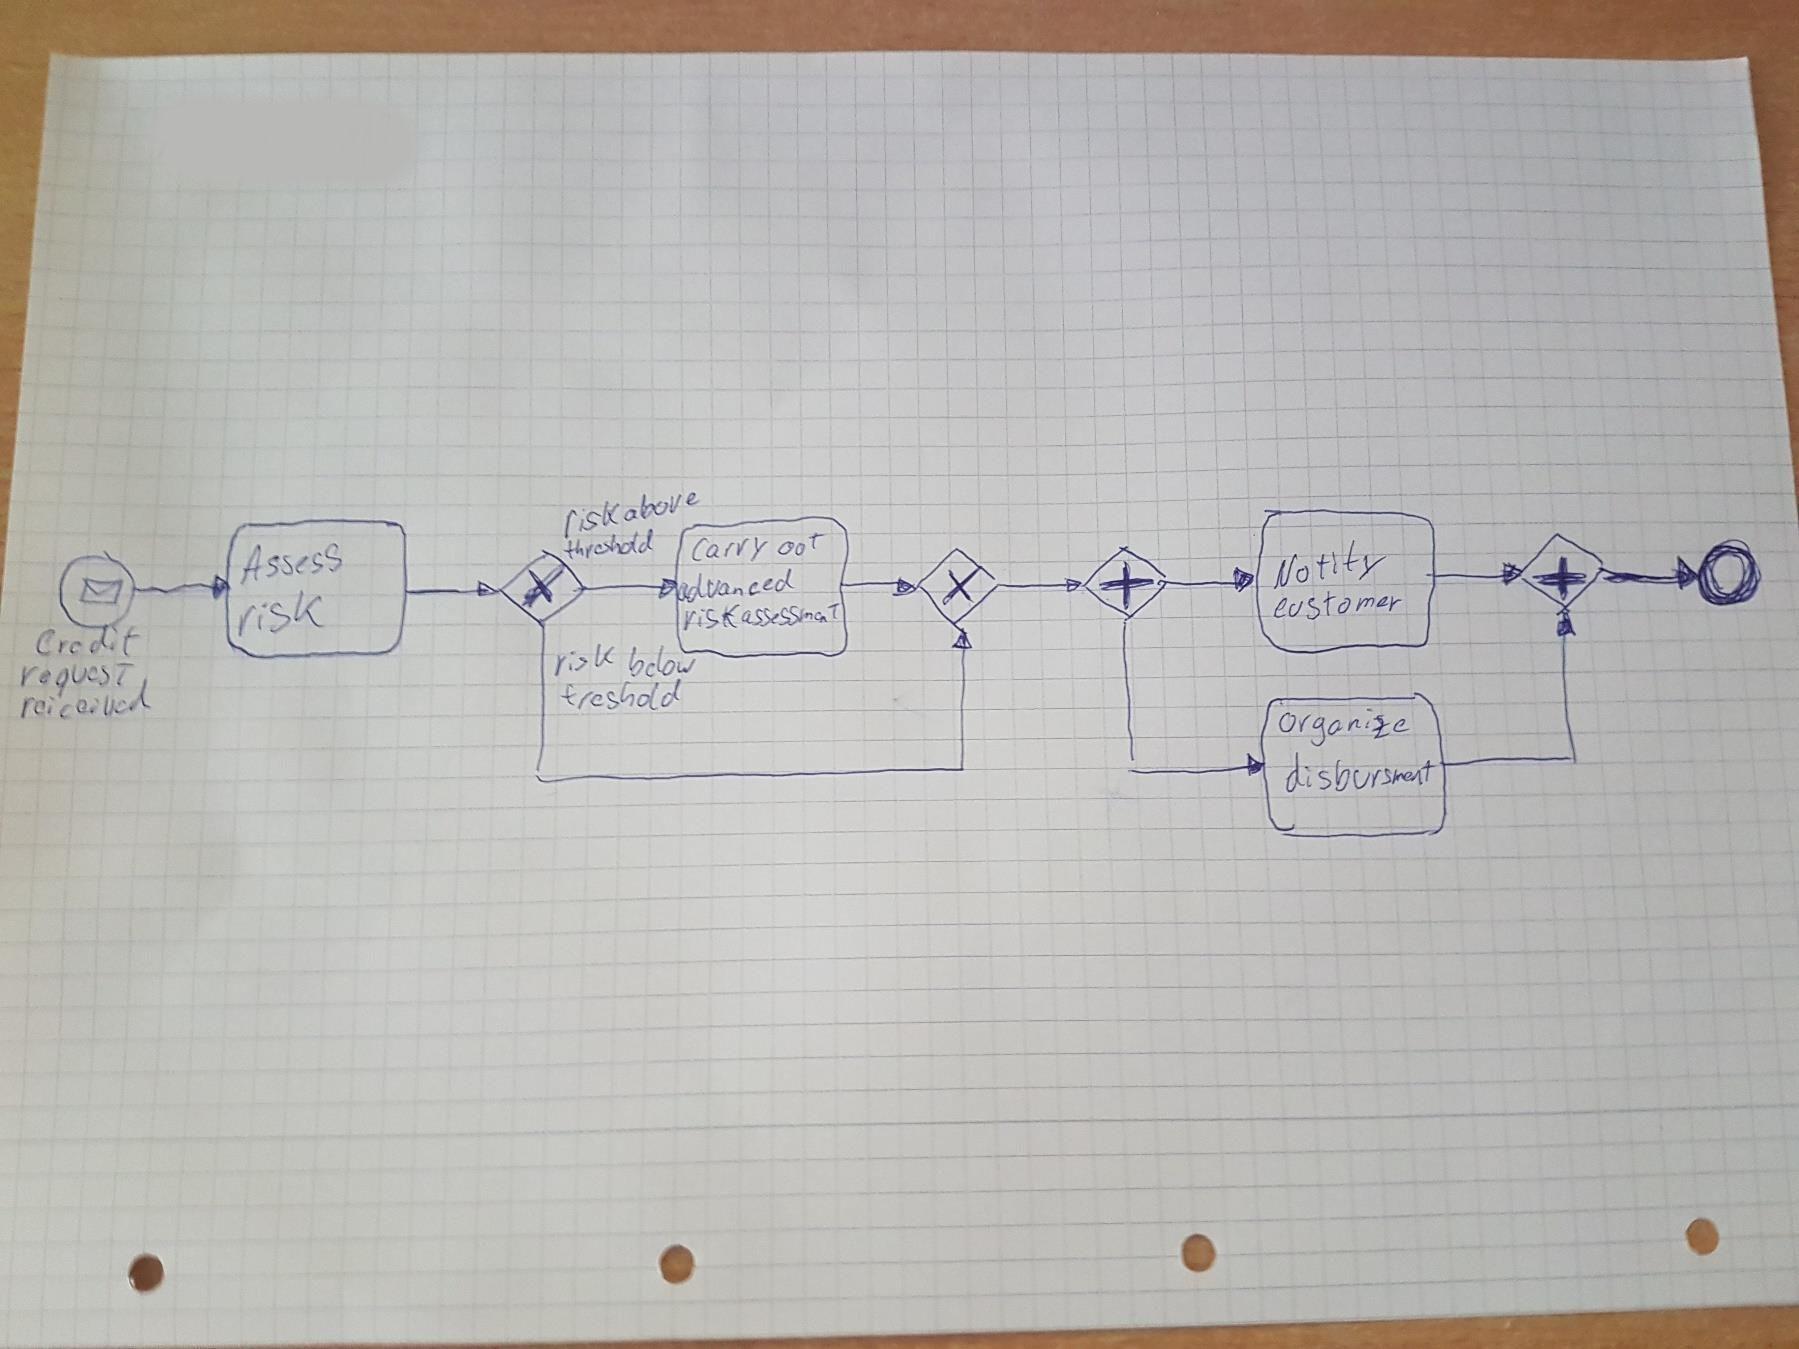 Credit
request
reiceived
Assess
risk
risk above
threshold
Carry oot
advanced
risk assessment
risk below
treshold
Notify
customer
Organize
disbursment